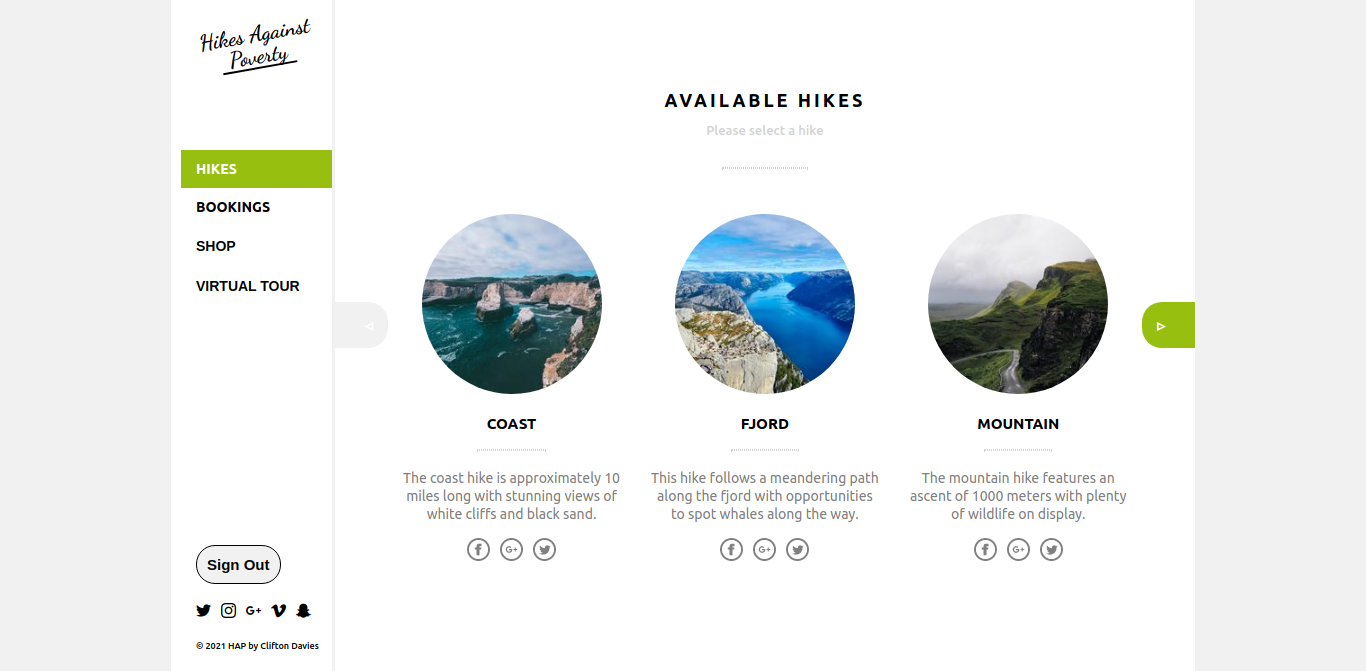 Hikes Against
Poverty
HIKES
BOOKINGS
SHOP
VIRTUAL TOUR
Sign Out
© 2021 HAP by Clifton Davies
AVAILABLE HIKES
Please select a hike
COAST
The coast hike is approximately 10
miles long with stunning views of
white cliffs and black sand.
FJORD
This hike follows a meandering path
along the fjord with opportunities
to spot whales along the way.
MOUNTAIN
The mountain hike features an
ascent of 1000 meters with plenty
of wildlife on display.